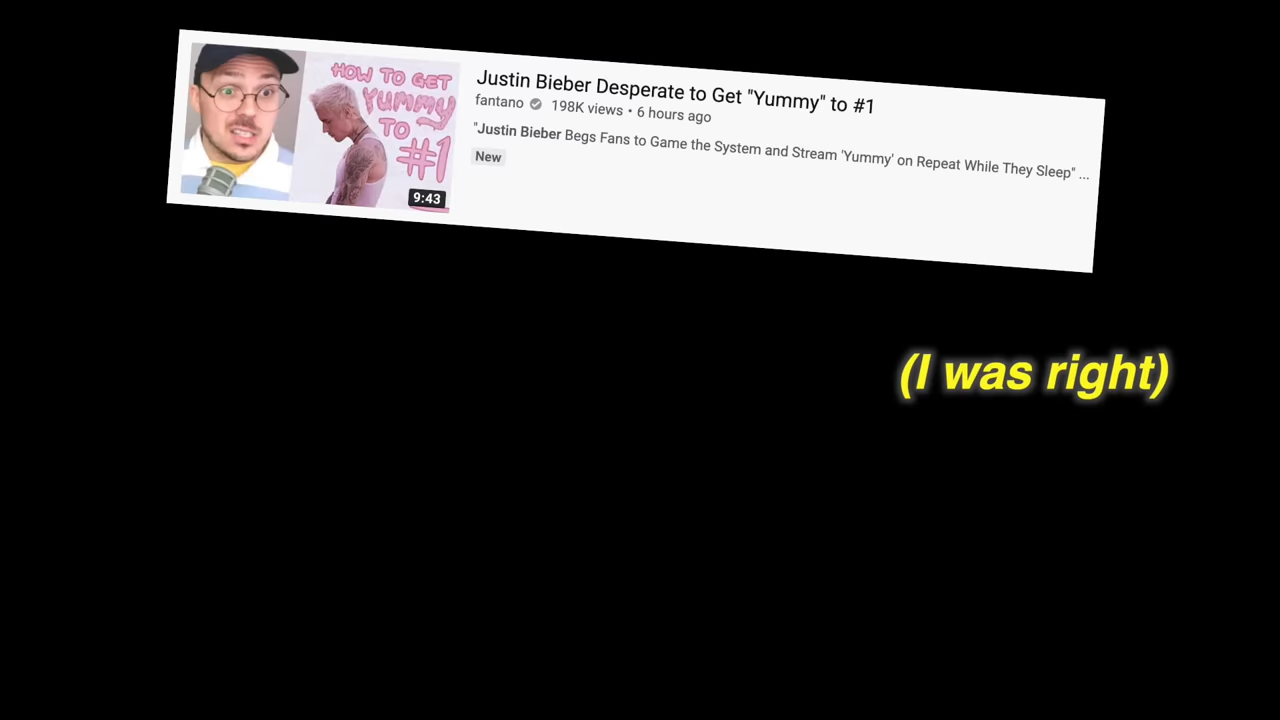 HOW TO GET
Yummy
TO
#1
9:43
Justin Bieber Desperate to Get "Yummy" to #1
fantano 198K views • 6 hours ago
"Justin Bieber Begs Fans to Game the System and Stream 'Yummy' on Repeat While They Sleep" ...
New
(I was right)